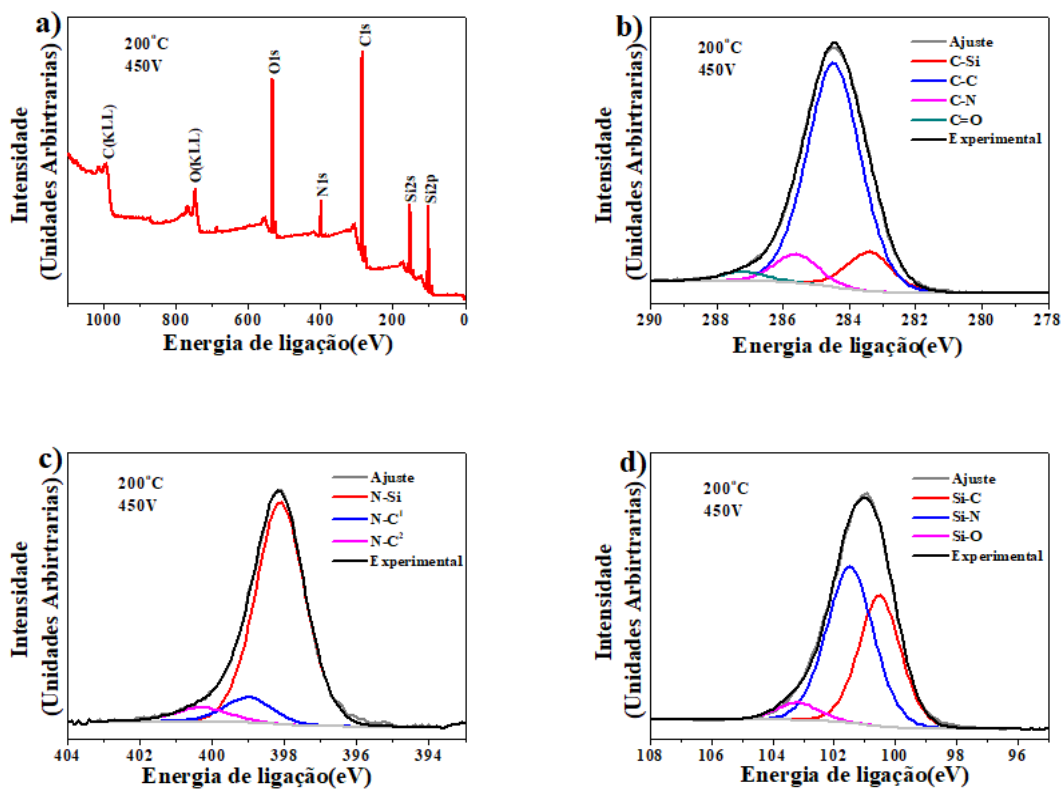 a)
200°C
450V
C(KLL)
O(KLL)
O1s
N1s
C1s
Si2s
Si2p
Intensidade
(Unidades Arbitrarias)
1000 800 600 400 200 0
Energia de ligação(eV)
b)
200°C
450V
Ajuste
C-Si
C-C
C-N
C=O
Experimental
Intensidade
(Unidades Arbirtrarias)
290 288 286 284 282 280 278
Energia de ligação(eV)
c)
200°C
450V
Ajuste
N-Si
N-C¹
N-C²
Experimental
Intensidade
(Unidades Arbirtrarias)
404 402 400 398 396 394
Energia de ligação(eV)
d)
200°C
450V
Ajuste
Si-C
Si-N
Si-O
Experimental
Intensidade
(Unidades Arbirtrarias)
108 106 104 102 100 98 96
Energia de ligação(eV)